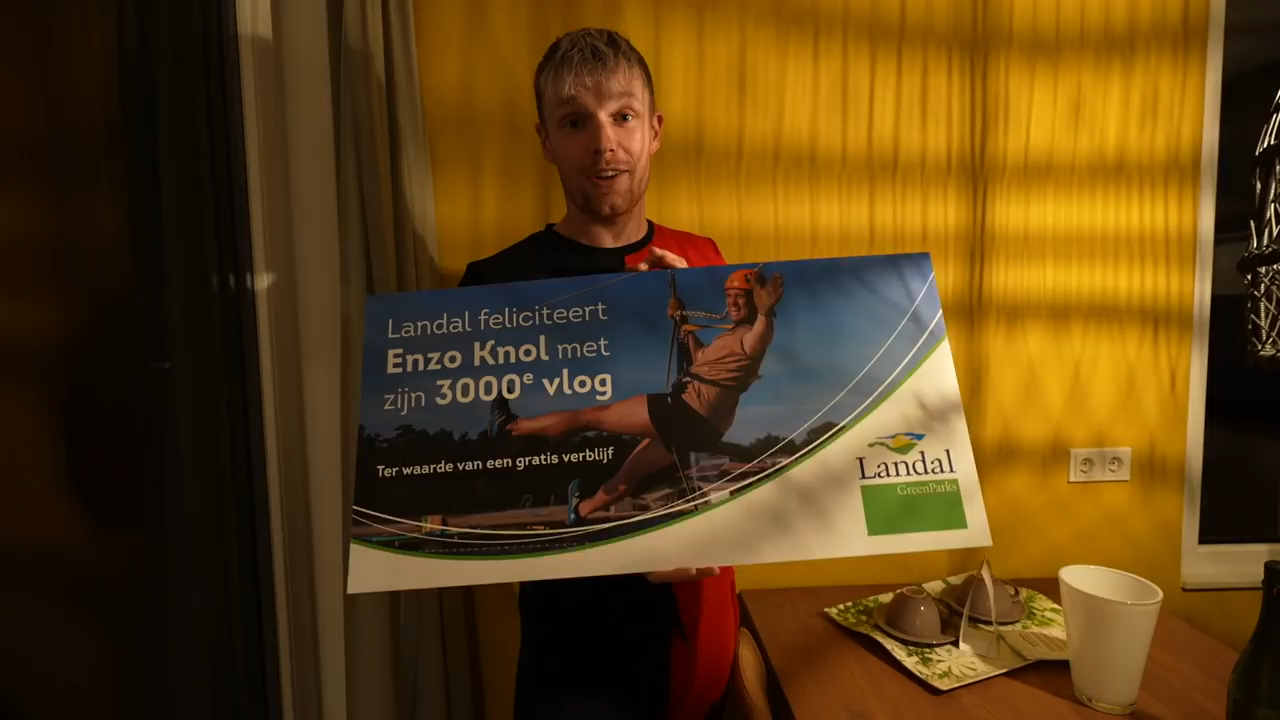 Landal feliciteert
Enzo Knol met
zijn 3000e vlog
Ter waarde van een gratis verblijf
Landal
GreenParks